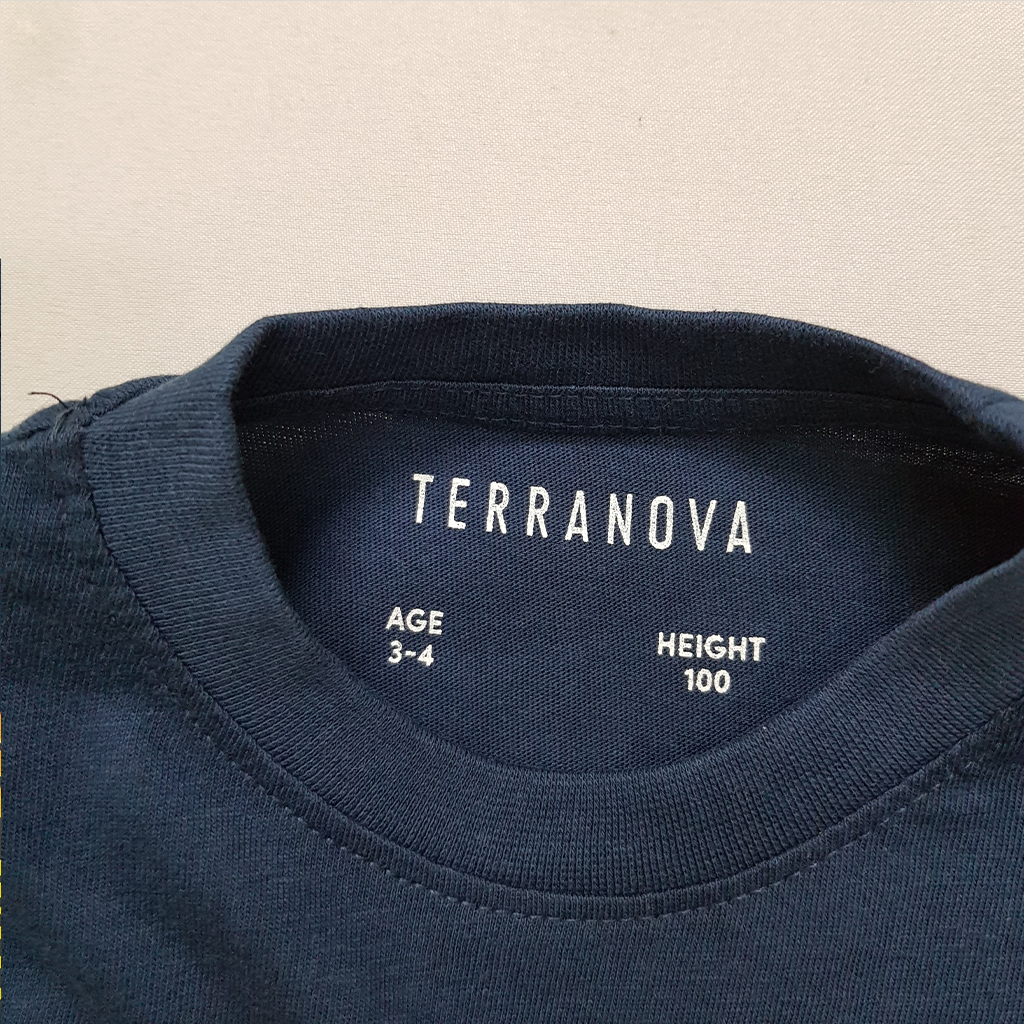 TERRANOVA
AGE
3-4
HEIGHT
100